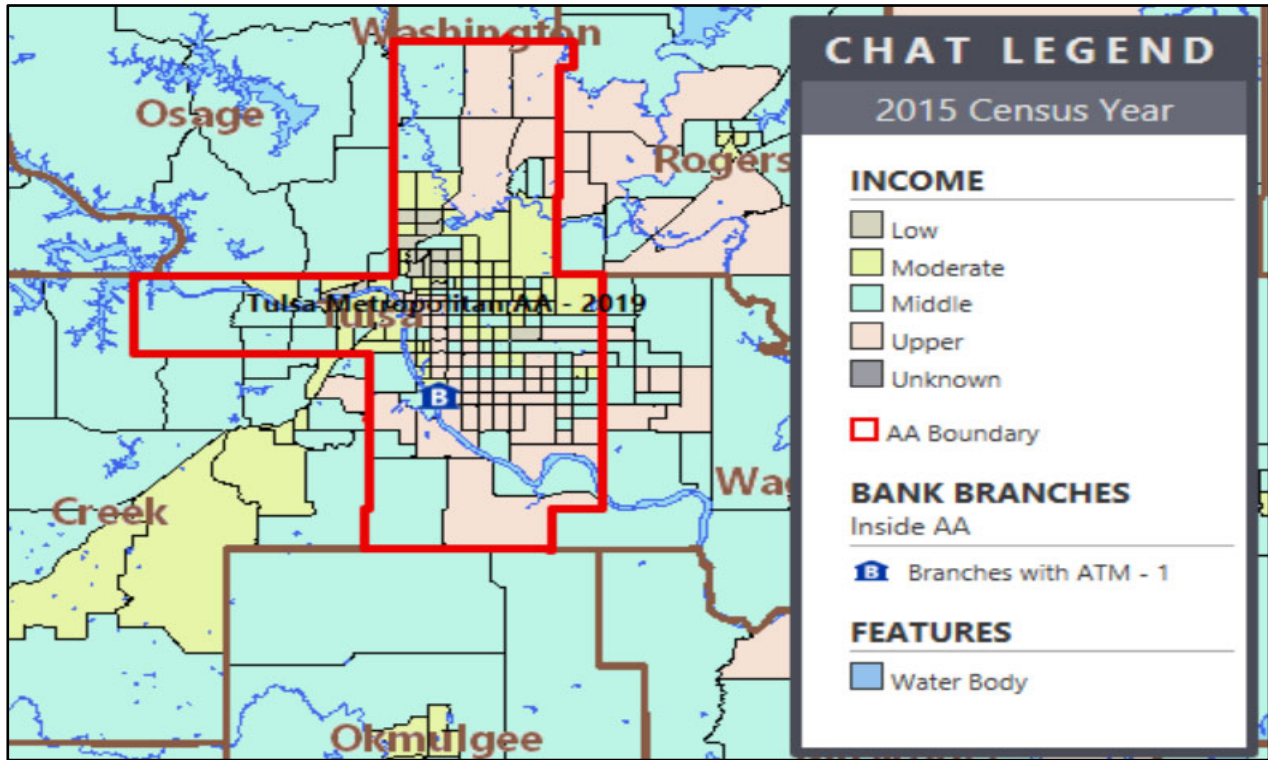 Washington
Osage
Rogers
Tulsa Metropolitan AA - 2019
Tulsa
B
Creek
Okmulgee
CHAT LEGEND
2015 Census Year
INCOME
Low
Moderate
Middle
Upper
Unknown
AA Boundary
BANK BRANCHES
Inside AA
B Branches with ATM - 1
FEATURES
Water Body